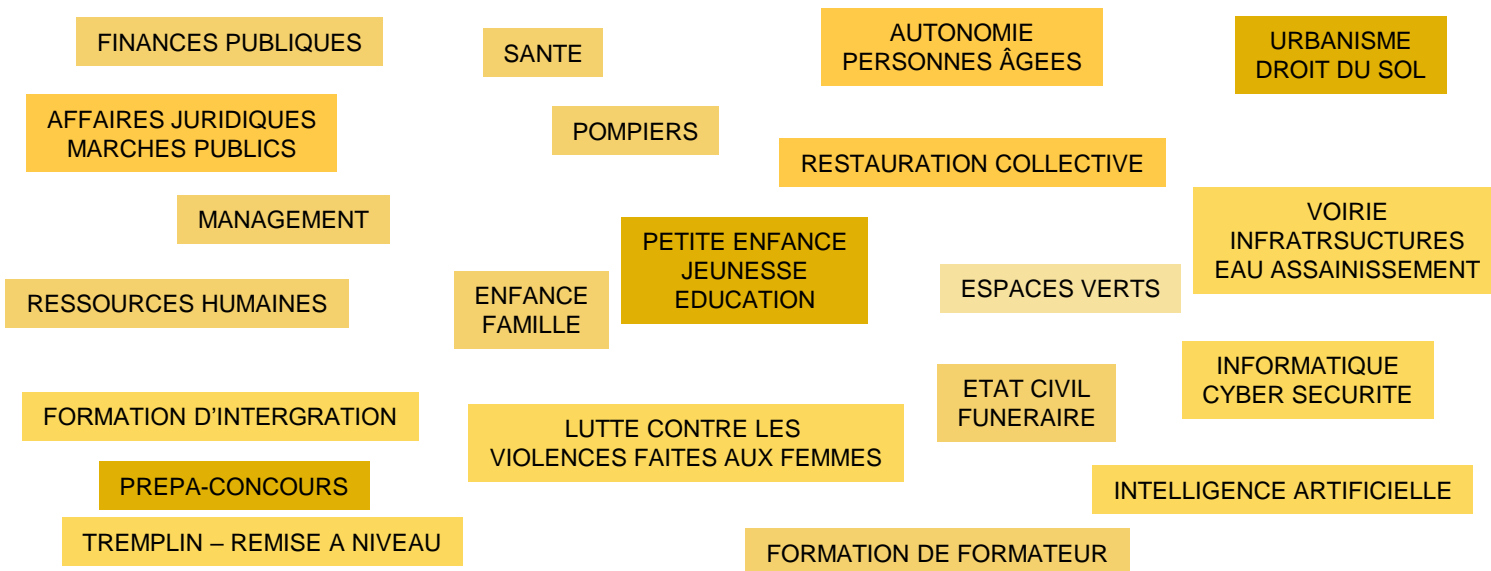 FINANCES PUBLIQUES
SANTE
AUTONOMIE
PERSONNES ÂGEES
URBANISME
DROIT DU SOL
AFFAIRES JURIDIQUES
MARCHES PUBLICS
POMPIERS
RESTAURATION COLLECTIVE
MANAGEMENT
PETITE ENFANCE
JEUNESSE
EDUCATION
VOIRIE
INFRATRSUCTURES
EAU ASSAINISSEMENT
RESSOURCES HUMAINES
ENFANCE
FAMILLE
ESPACES VERTS
INFORMATIQUE
CYBER SECURITE
ETAT CIVIL
FUNERAIRE
FORMATION D’INTERGRATION
LUTTE CONTRE LES
VIOLENCES FAITES AUX FEMMES
PREPA-CONCOURS
INTELLIGENCE ARTIFICIELLE
TREMPLIN – REMISE A NIVEAU
FORMATION DE FORMATEUR